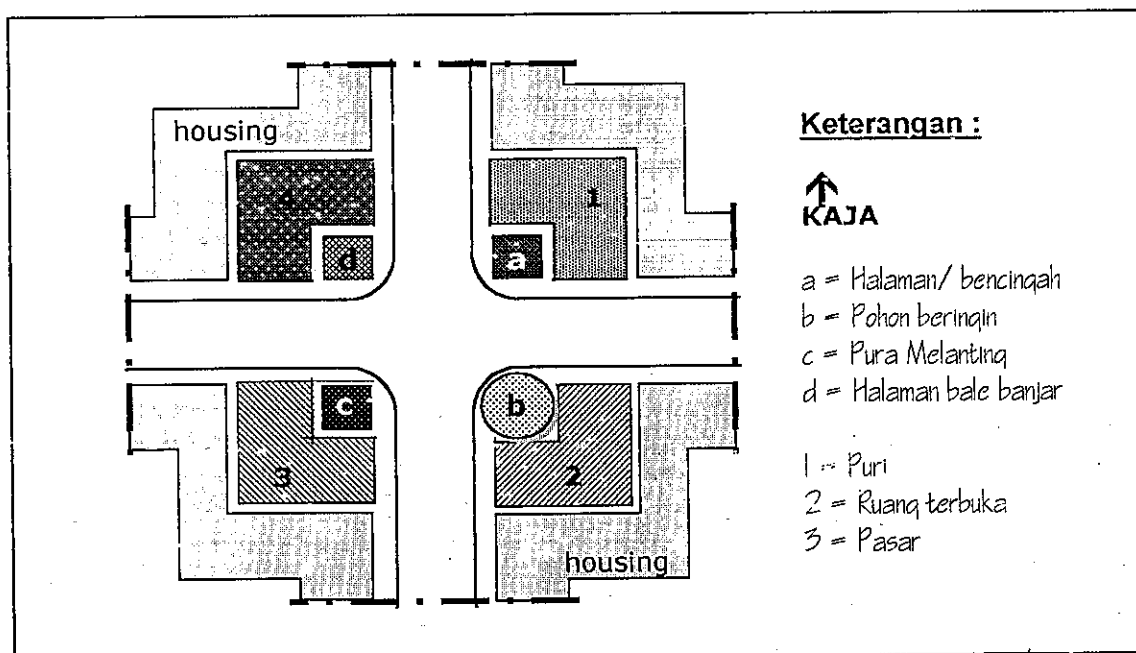 housing
1
d
a
c
b
3
2
housing
Keterangan :
KAJA
a = Halaman/ bencingah
b = Pohon beringin
c = Pura Melanting
d = Halaman bale banjar
1 = Puri
2 = Ruang terbuka
3 = Pasar